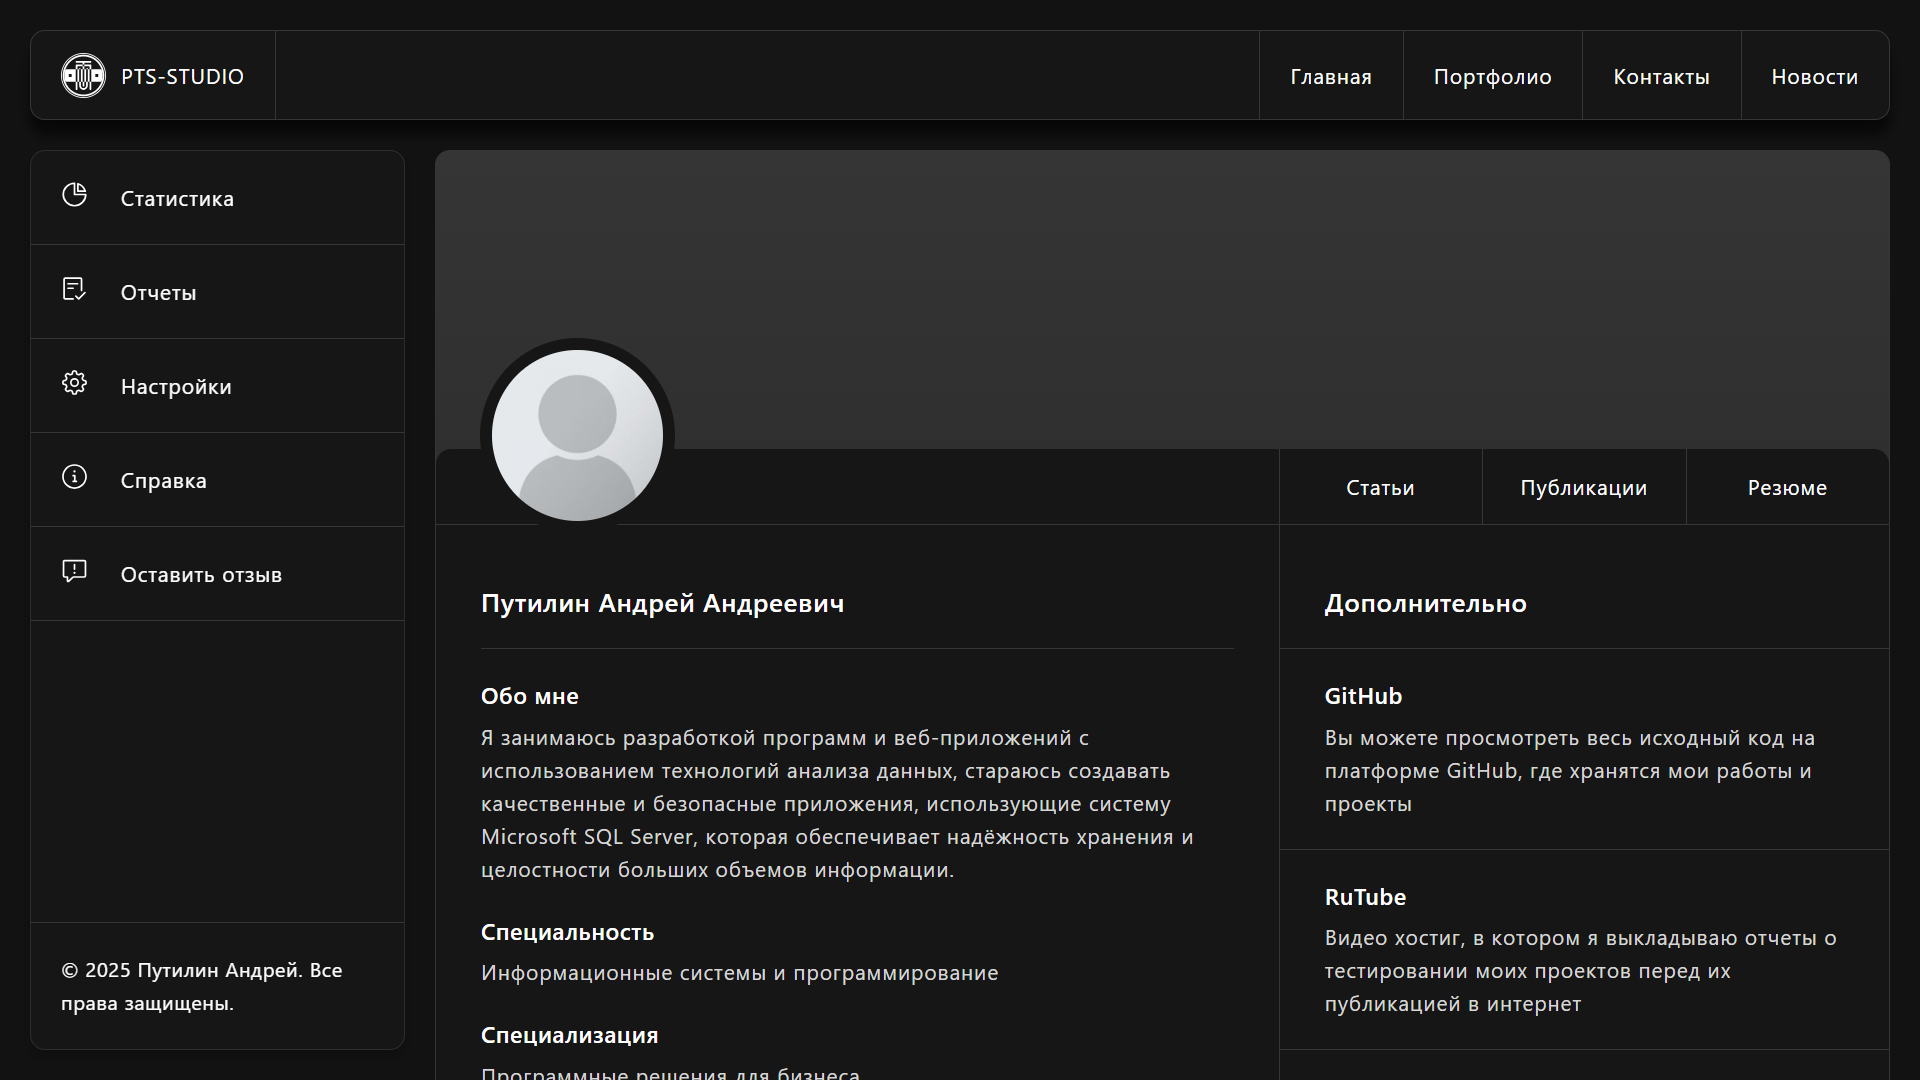 PTS-STUDIO
Главная
Портфолио
Контакты
Новости
Статистика
Отчеты
Настройки
Справка
Оставить отзыв
© 2025 Путилин Андрей. Все
права защищены.
Статьи
Публикации
Резюме
Путилин Андрей Андреевич
Обо мне
Я занимаюсь разработкой программ и веб-приложений с
использованием технологий анализа данных, стараюсь создавать
качественные и безопасные приложения, использующие систему
Microsoft SQL Server, которая обеспечивает надёжность хранения и
целостности больших объемов информации.
Специальность
Информационные системы и программирование
Специализация
Программные решения для бизнеса
Дополнительно
GitHub
Вы можете просмотреть весь исходный код на
платформе GitHub, где хранятся мои работы и
проекты
RuTube
Видео хостиг, в котором я выкладываю отчеты о
тестировании моих проектов перед их
публикацией в интернет